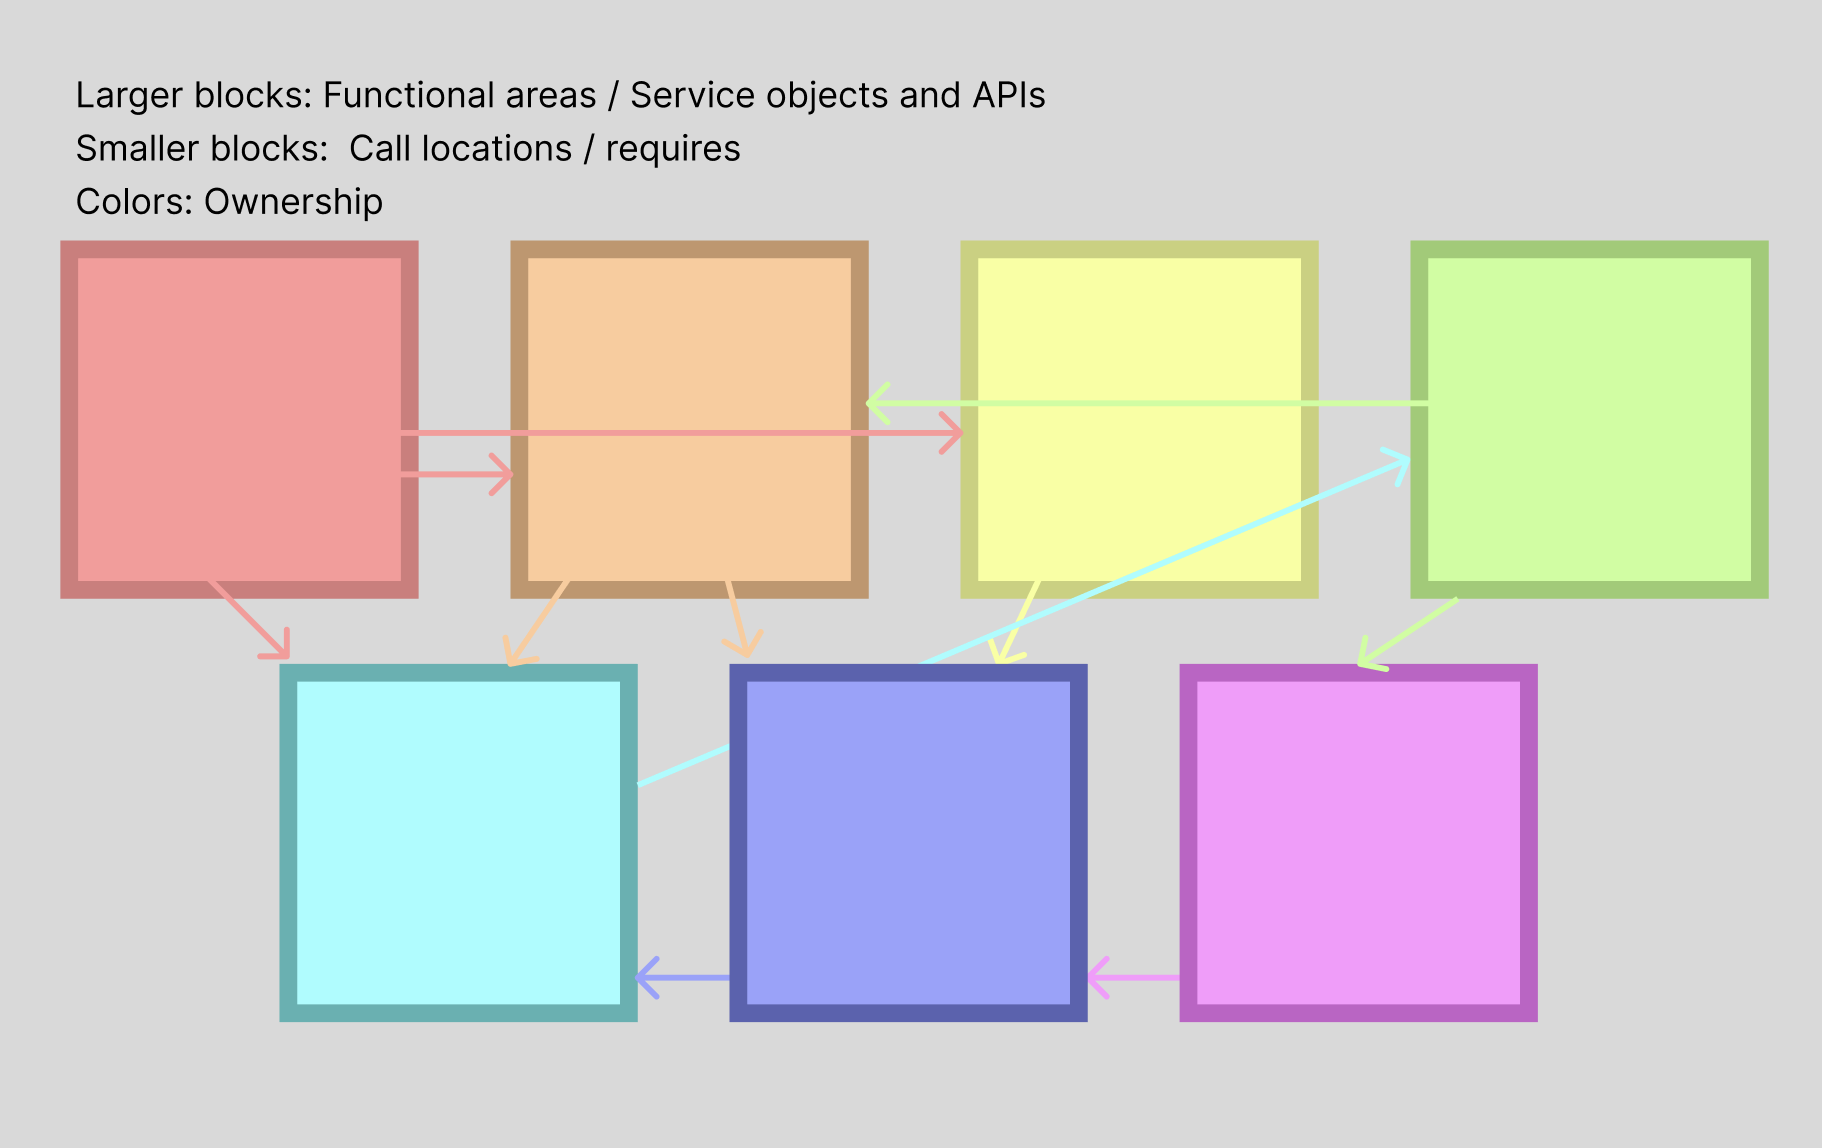 Larger blocks: Functional areas / Service objects and APIs
Smaller blocks:  Call locations / requires
Colors: Ownership